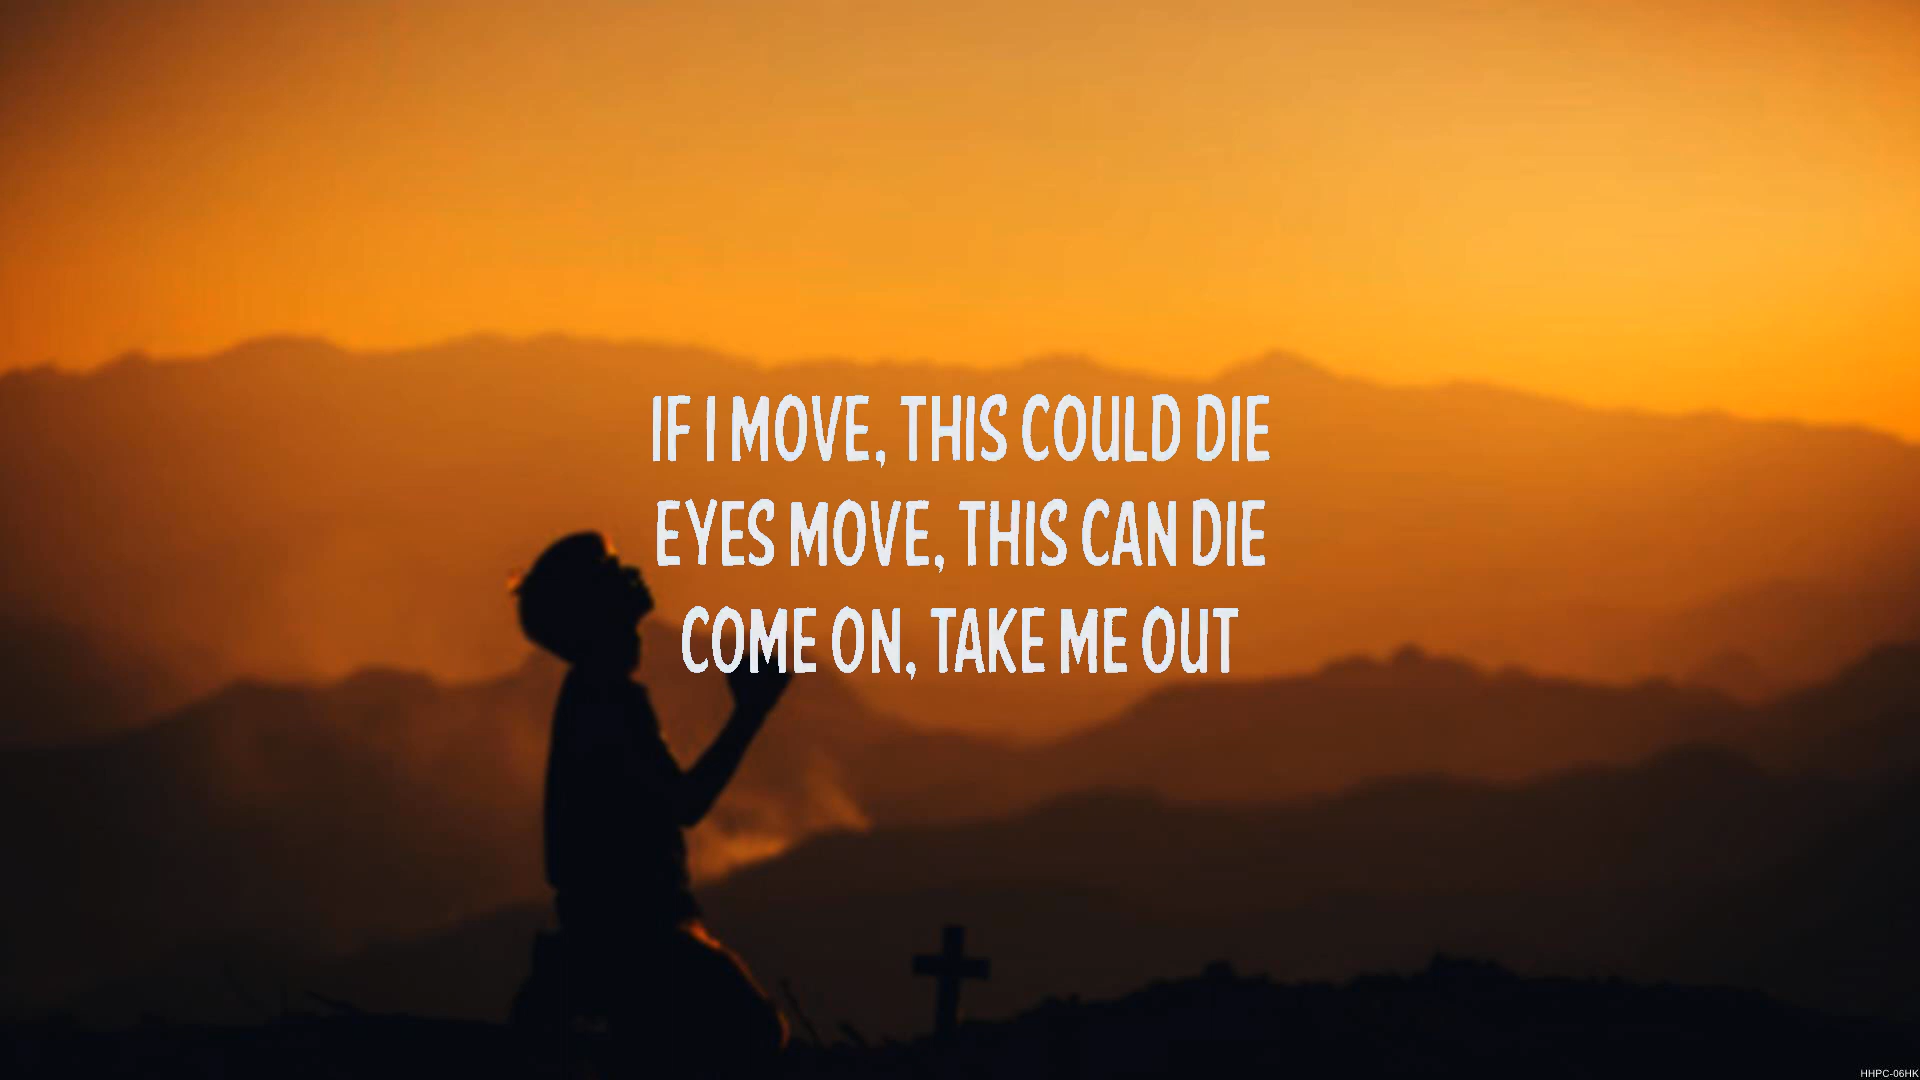 IF I MOVE, THIS COULD DIE
EYES MOVE, THIS CAN DIE
COME ON, TAKE ME OUT
HHPC-06HK